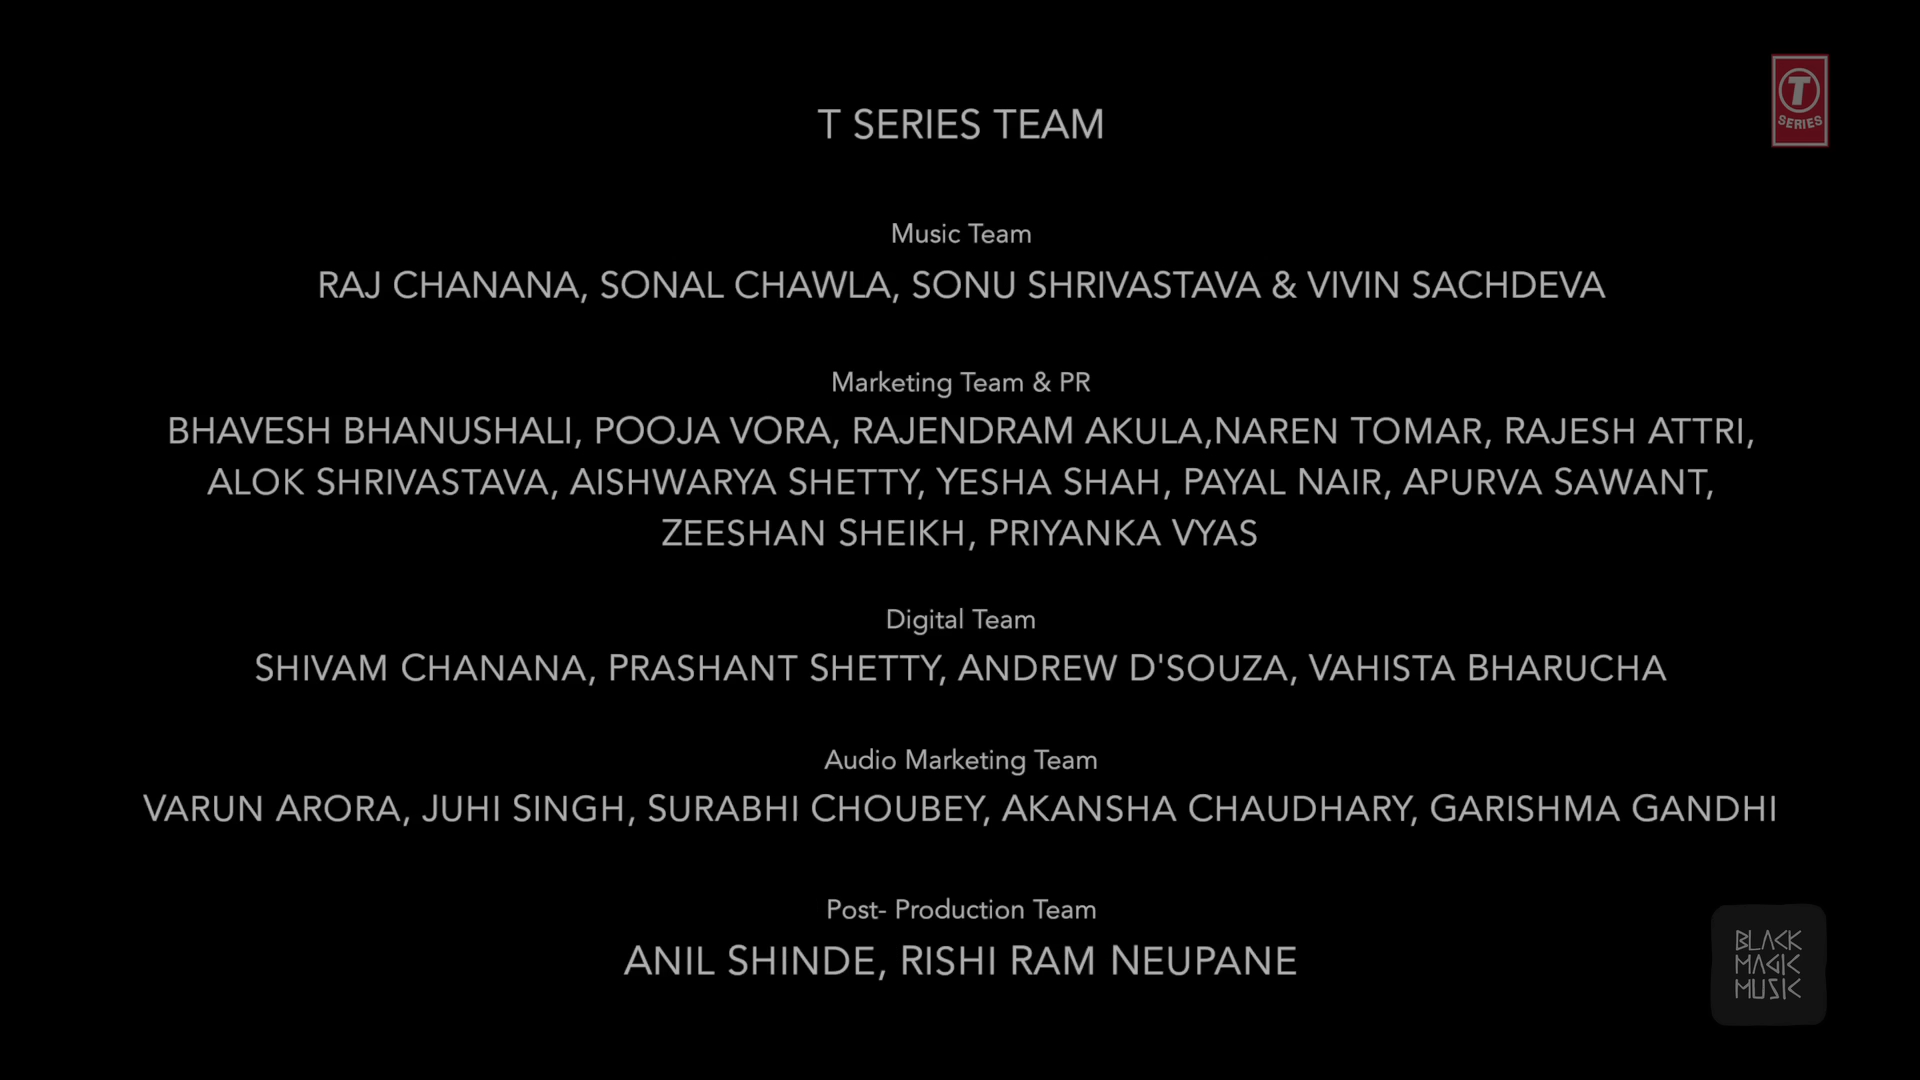 T SERIES TEAM
T
SERIES
Music Team
RAJ CHANANA, SONAL CHAWLA, SONU SHRIVASTAVA & VIVIN SACHDEVA
Marketing Team & PR
BHAVESH BHANUSHALI, POOJA VORA, RAJENDRAM AKULA,NAREN TOMAR, RAJESH ATTRI,
ALOK SHRIVASTAVA, AISHWARYA SHETTY, YESHA SHAH, PAYAL NAIR, APURVA SAWANT,
ZEESHAN SHEIKH, PRIYANKA VYAS
Digital Team
SHIVAM CHANANA, PRASHANT SHETTY, ANDREW D'SOUZA, VAHISTA BHARUCHA
Audio Marketing Team
VARUN ARORA, JUHI SINGH, SURABHI CHOUBEY, AKANSHA CHAUDHARY, GARISHMA GANDHI
Post- Production Team
ANIL SHINDE, RISHI RAM NEUPANE
BLACK
MAGIC
MUSIC